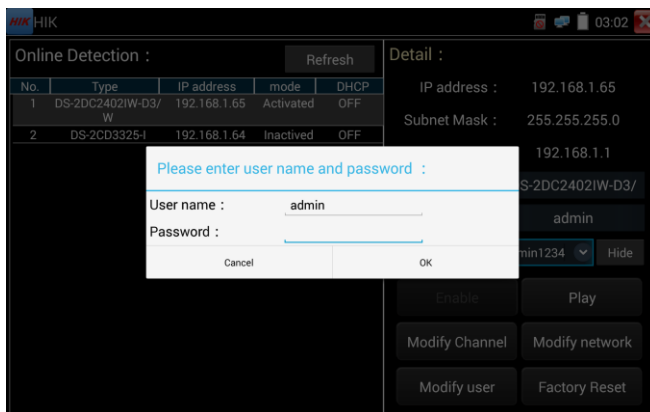 HIK HIK 03:02
Online Detection : Refresh
No. Type IP address mode DHCP
1 DS-2DC2402IW-D3/W 192.168.1.65 Activated OFF
2 DS-2CD3325-I 192.168.1.64 Inactived OFF
Detail :
IP address : 192.168.1.65
Subnet Mask : 255.255.255.0
192.168.1.1
S-2DC2402IW-D3/
admin
min1234 Hide
Please enter user name and password :
User name : admin
Password :
Cancel OK
Enable Play
Modify Channel Modify network
Modify user Factory Reset